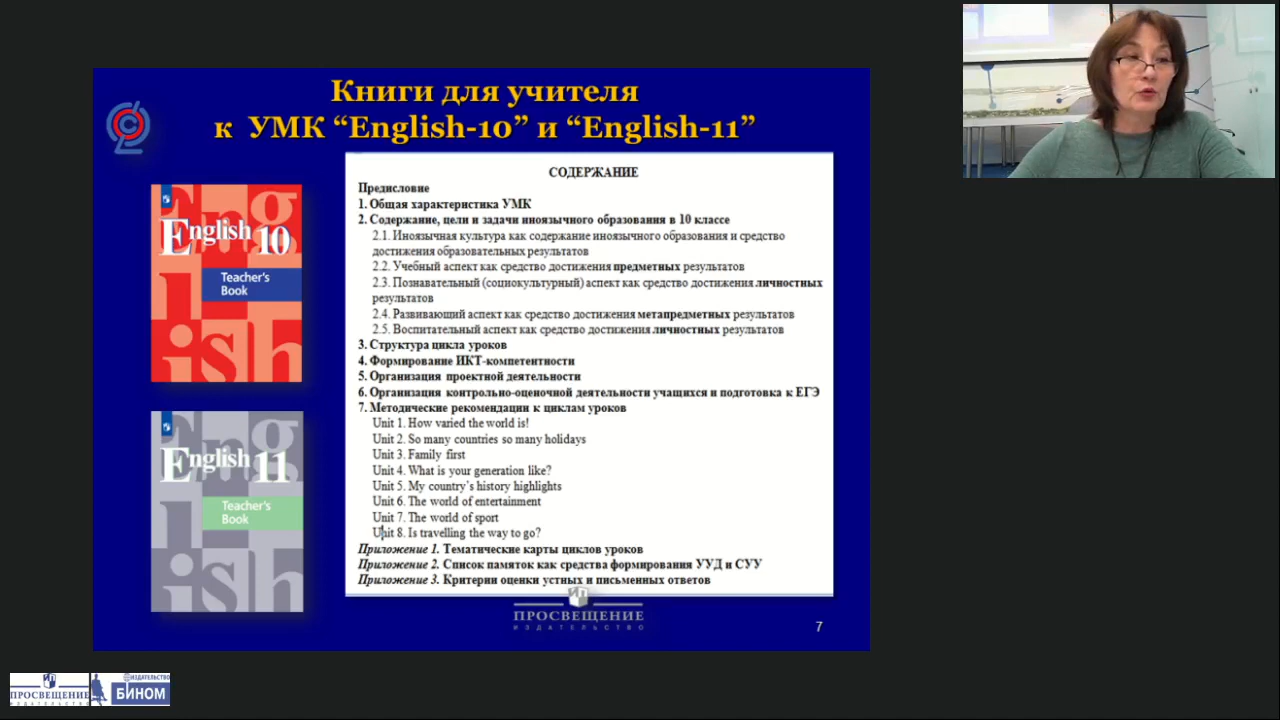 Книги для учителя
к УМК “English-10” и “English-11”
СОДЕРЖАНИЕ
Предисловие
1. Общая характеристика УМК
2. Содержание, цели и задачи иноязычного образования в 10 классе
2.1. Иноязычная культура как содержание иноязычного образования и средство
достижения образовательных результатов
2.2. Учебный аспект как средство достижения предметных результатов
2.3. Познавательный (социокультурный) аспект как средство достижения личностных
результатов
2.4. Развивающий аспект как средство достижения метапредметных результатов
2.5. Воспитательный аспект как средство достижения личностных результатов
3. Структура цикла уроков
4. Формирование ИКТ-компетентности
5. Организация проектной деятельности
6. Организация контрольно-оценочной деятельности учащихся и подготовка к ЕГЭ
7. Методические рекомендации к циклам уроков
Unit 1. How varied the world is!
Unit 2. So many countries so many holidays
Unit 3. Family first
Unit 4. What is your generation like?
Unit 5. My country’s history highlights
Unit 6. The world of entertainment
Unit 7. The world of sport
Unit 8. Is travelling the way to go?
Приложение 1. Тематические карты циклов уроков
Приложение 2. Список памяток как средства формирования УУД и СУУ
Приложение 3. Критерии оценки устных и письменных ответов
English 10
Teacher's
Book
English 11
Teacher's
Book
ПРОСВЕЩЕНИЕ
ИЗДАТЕЛЬСТВО
7
ПРОСВЕЩЕНИЕ
ИЗДАТЕЛЬСТВО
ИЗДАТЕЛЬСТВО
БИНОМ